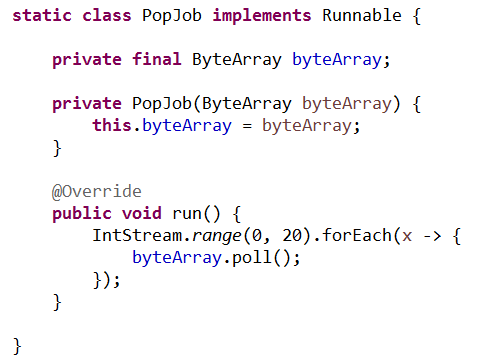 static class PopJob implements Runnable {
private final ByteArray byteArray;
private PopJob(ByteArray byteArray) {
this.byteArray = byteArray;
}
@Override
public void run() {
IntStream.range(0, 20).forEach(x -> {
byteArray.poll();
});
}
}